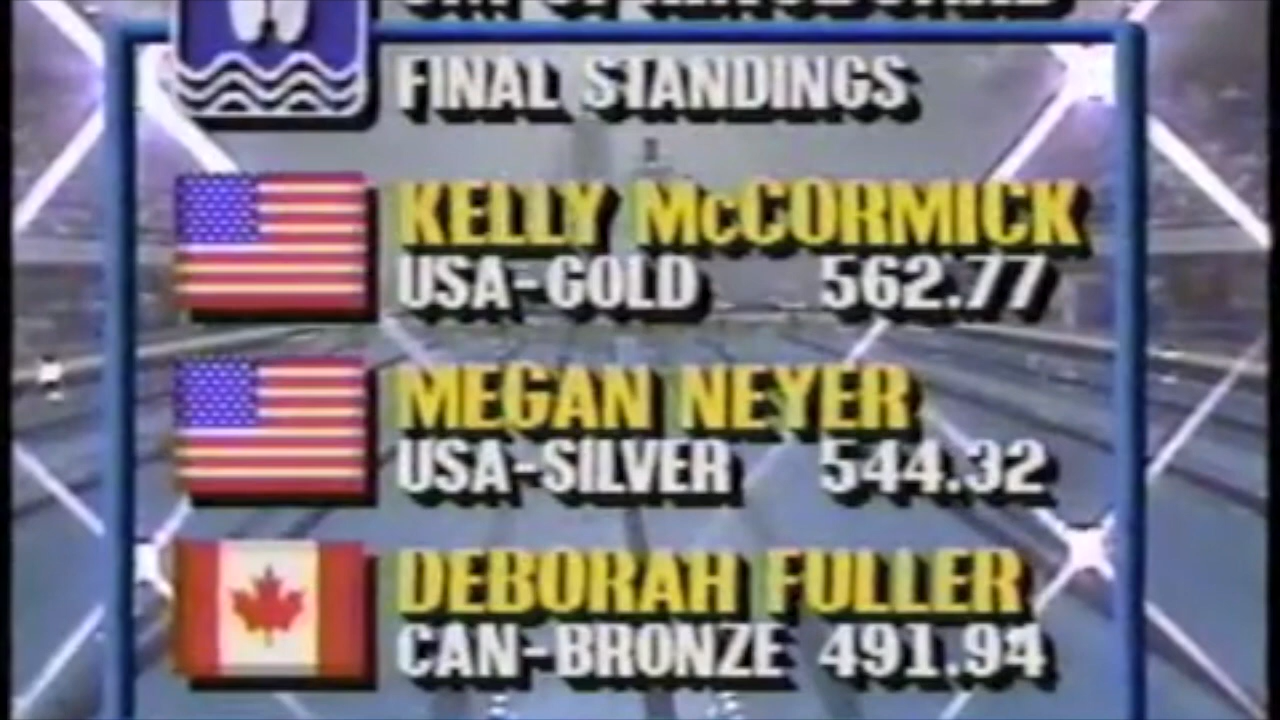 FINAL STANDINGS
KELLY McCORMICK
USA-GOLD 562.77
MEGAN NEYER
USA-SILVER 544.32
DEBORAH FULLER
CAN-BRONZE 491.94